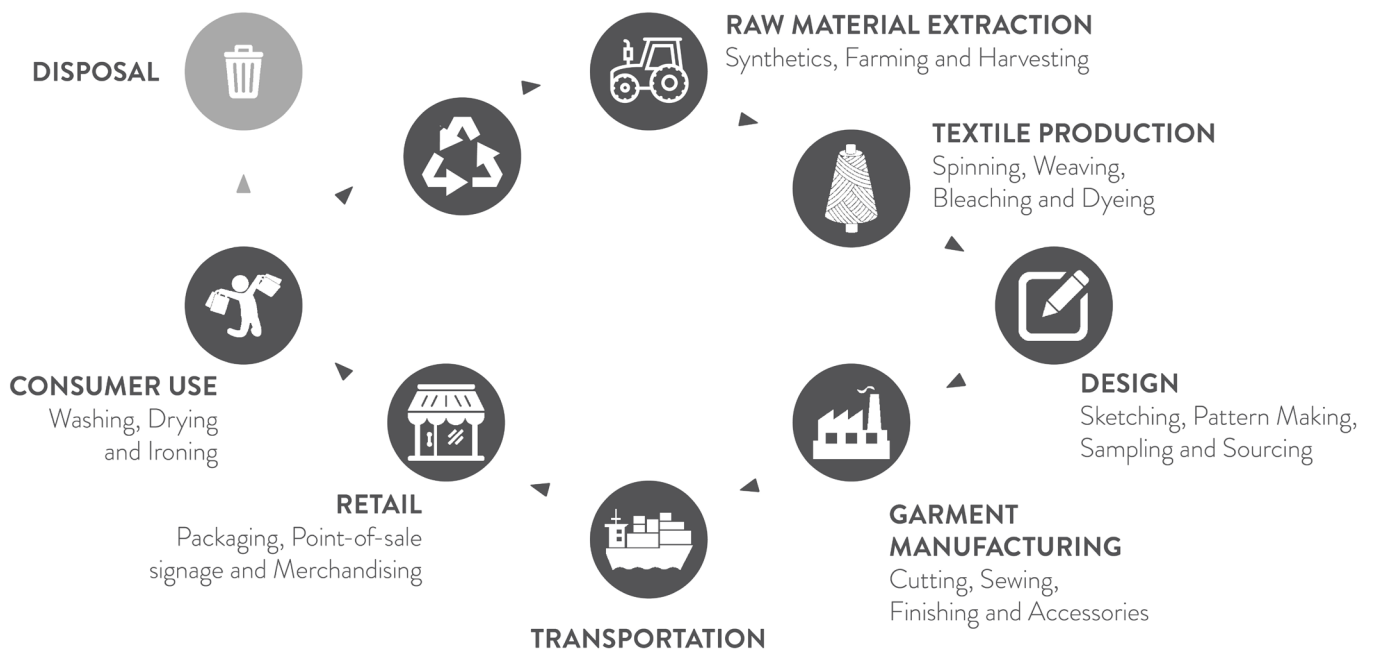 DISPOSAL
RAW MATERIAL EXTRACTION
Synthetics, Farming and Harvesting
TEXTILE PRODUCTION
Spinning, Weaving,
Bleaching and Dyeing
DESIGN
Sketching, Pattern Making,
Sampling and Sourcing
GARMENT
MANUFACTURING
Cutting, Sewing,
Finishing and Accessories
TRANSPORTATION
RETAIL
Packaging, Point-of-sale
signage and Merchandising
CONSUMER USE
Washing, Drying
and Ironing